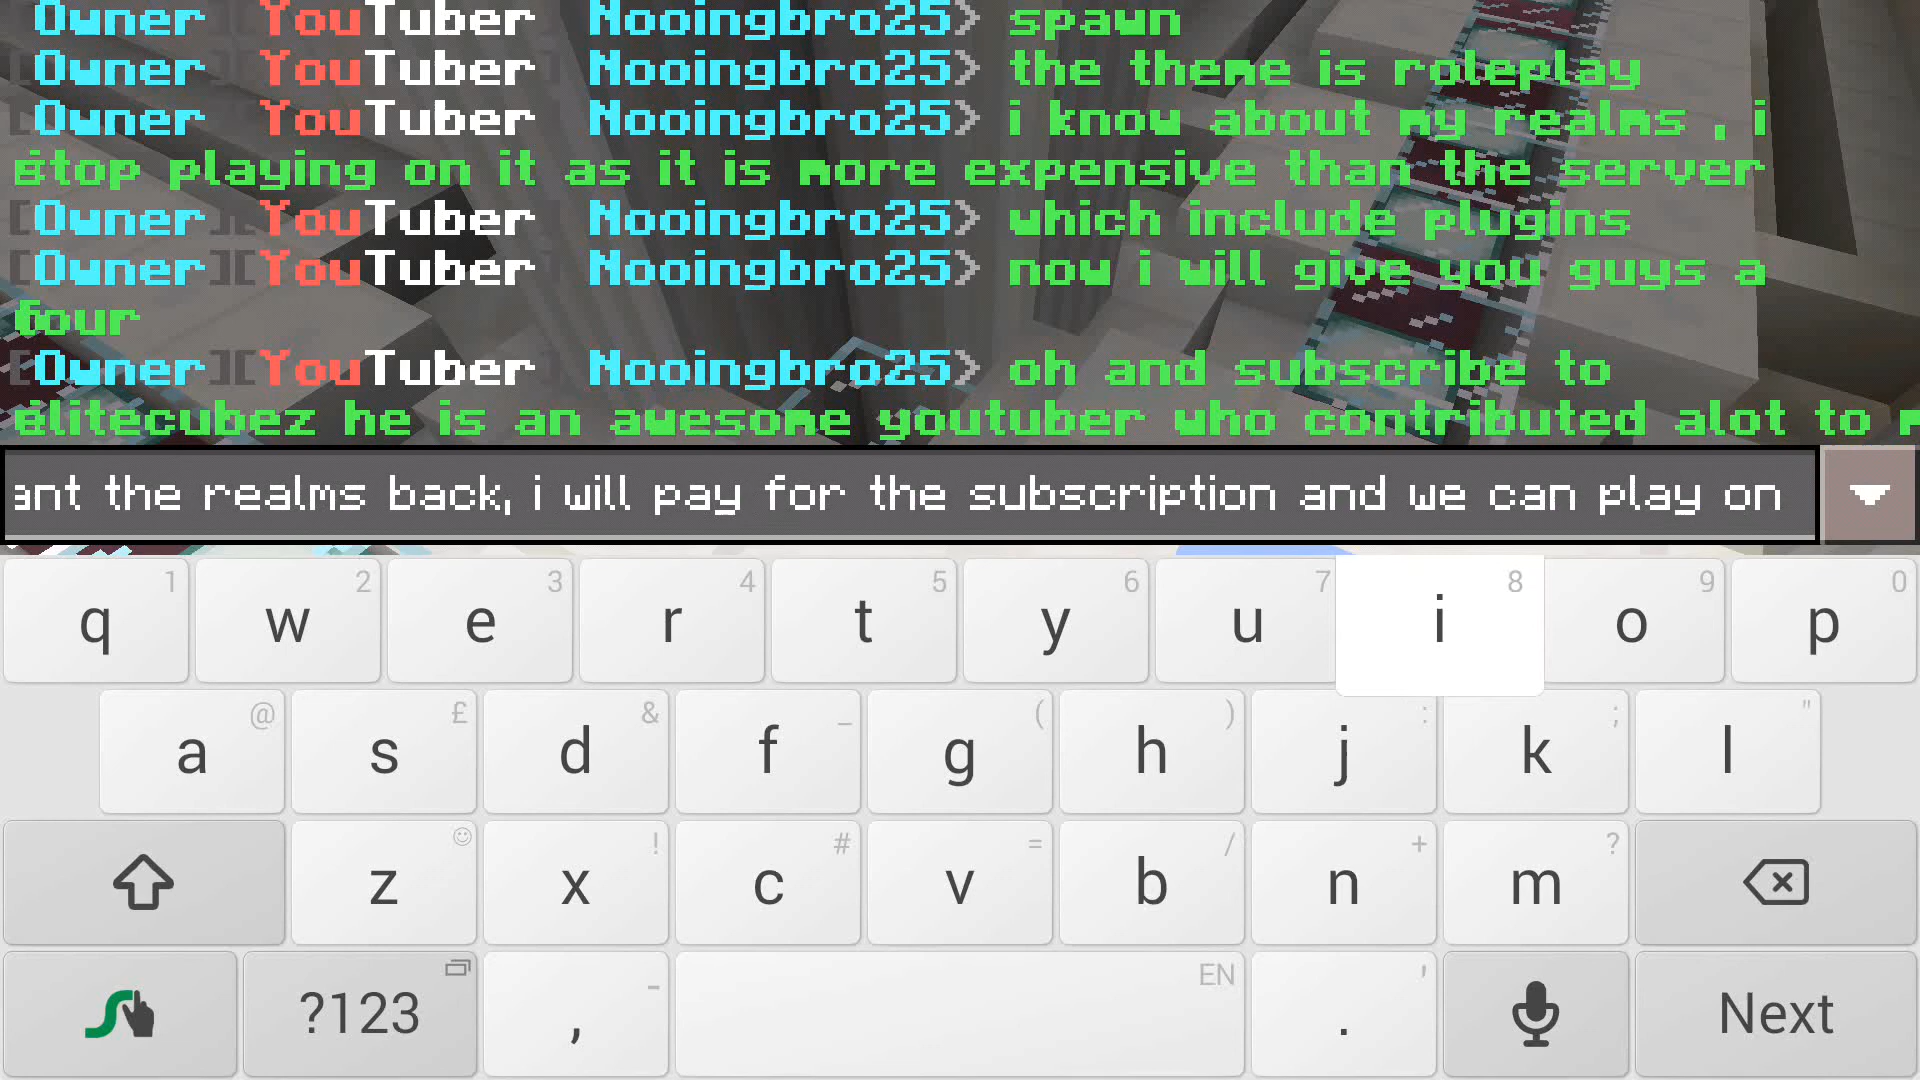 [Owner][YouTuber] Nooingbro25> spawn
[Owner][YouTuber] Nooingbro25> the theme is roleplay
[Owner][YouTuber] Nooingbro25> i know about my realms , i
stop playing on it as it is more expensive than the server
[Owner][YouTuber] Nooingbro25> which include plugins
[Owner][YouTuber] Nooingbro25> now i will give you guys a
tour
[Owner][YouTuber] Nooingbro25> oh and subscribe to
elitecubez he is an awesome youtuber who contributed alot to
ant the realms back, i will pay for the subscription and we can play on
q 1 w 2 e 3 r 4 t 5 y 6 u 7 i 8 o 9 p 0
a @ s £ d & f _ g ( h ) j : k ; l "
z x ! c # v = b / n + m ?
?123 , - EN . ' Next